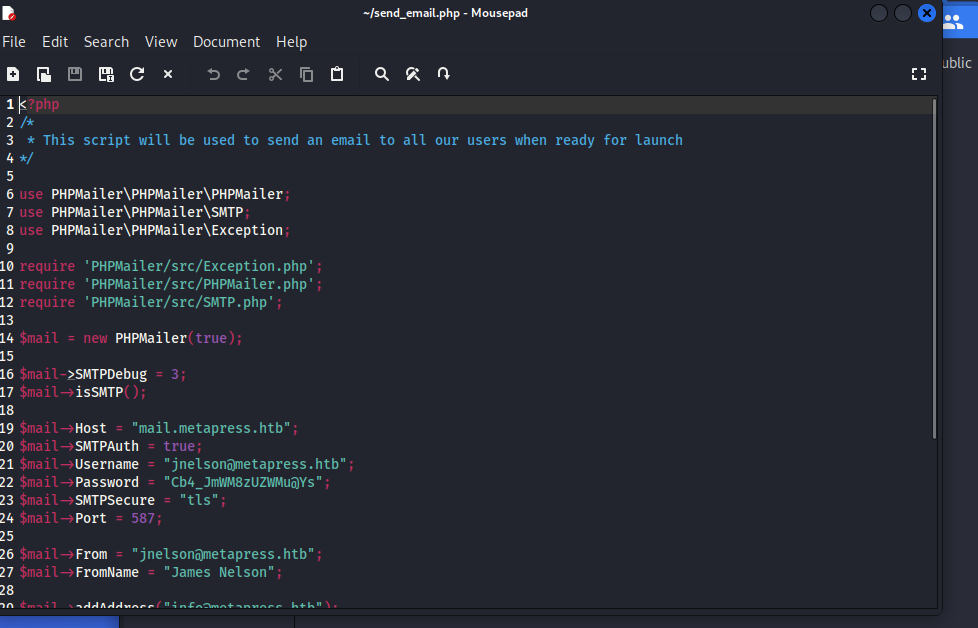 ~/send_email.php - Mousepad
File Edit Search View Document Help
ublic
1 <?php
2 /*
3  * This script will be used to send an email to all our users when ready for launch
4 */
5
6 use PHPMailer\PHPMailer\PHPMailer;
7 use PHPMailer\PHPMailer\SMTP;
8 use PHPMailer\PHPMailer\Exception;
9
10 require 'PHPMailer/src/Exception.php';
11 require 'PHPMailer/src/PHPMailer.php';
12 require 'PHPMailer/src/SMTP.php';
13
14 $mail = new PHPMailer(true);
15
16 $mail->SMTPDebug = 3;
17 $mail->isSMTP();
18
19 $mail->Host = "mail.metapress.htb";
20 $mail->SMTPAuth = true;
21 $mail->Username = "jnelson@metapress.htb";
22 $mail->Password = "Cb4_JmWM8zUZWMu@Ys";
23 $mail->SMTPSecure = "tls";
24 $mail->Port = 587;
25
26 $mail->From = "jnelson@metapress.htb";
27 $mail->FromName = "James Nelson";
28
29 $mail->addAddress("info@metapress.htb");